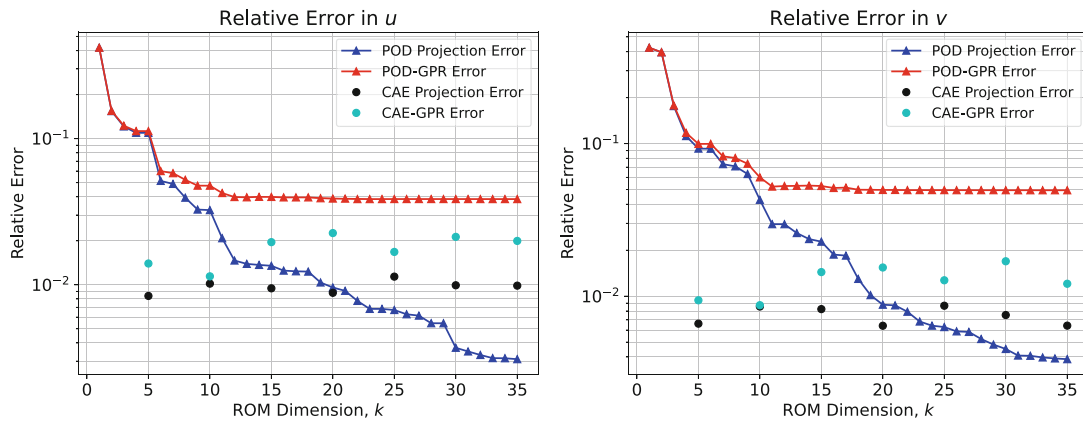 Relative Error in u
POD Projection Error
POD-GPR Error
CAE Projection Error
CAE-GPR Error
10⁻¹
10⁻²
Relative Error
0 5 10 15 20 25 30 35
ROM Dimension, k
Relative Error in v
POD Projection Error
POD-GPR Error
CAE Projection Error
CAE-GPR Error
10⁻¹
10⁻²
Relative Error
0 5 10 15 20 25 30 35
ROM Dimension, k